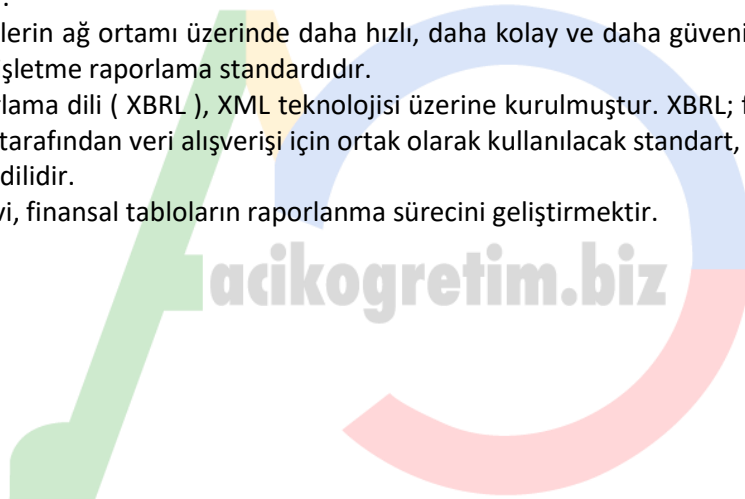 lerin ağ ortamı üzerinde daha hızlı, daha kolay ve daha güveni
şletme raporlama standardıdır.
lama dili ( XBRL ), XML teknolojisi üzerine kurulmuştur. XBRL; f
tarafından veri alışverişi için ortak olarak kullanılacak standart,
dilidir.
vi, finansal tabloların raporlanma sürecini geliştirmektir.
acikogretim.biz